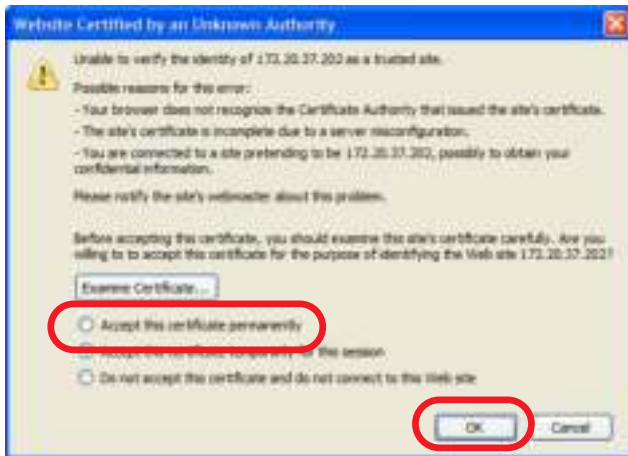 Website Certified by an Unknown Authority
Unable to verify the identity of 172.20.37.202 as a trusted site.
Possible reasons for this error:
- Your browser does not recognize the Certificate Authority that issued the site's certificate.
- The site's certificate is incomplete due to a server misconfiguration.
- You are connected to a site pretending to be 172.20.37.202, possibly to obtain your
confidential information.
Please notify the site's webmaster about this problem.
Before accepting this certificate, you should examine this site's certificate carefully. Are you
willing to to accept this certificate for the purpose of identifying the Web site 172.20.37.202?
Examine Certificate...
Accept this certificate permanently
Accept this certificate temporarily for this session
Do not accept this certificate and do not connect to this Web site
OK Cancel